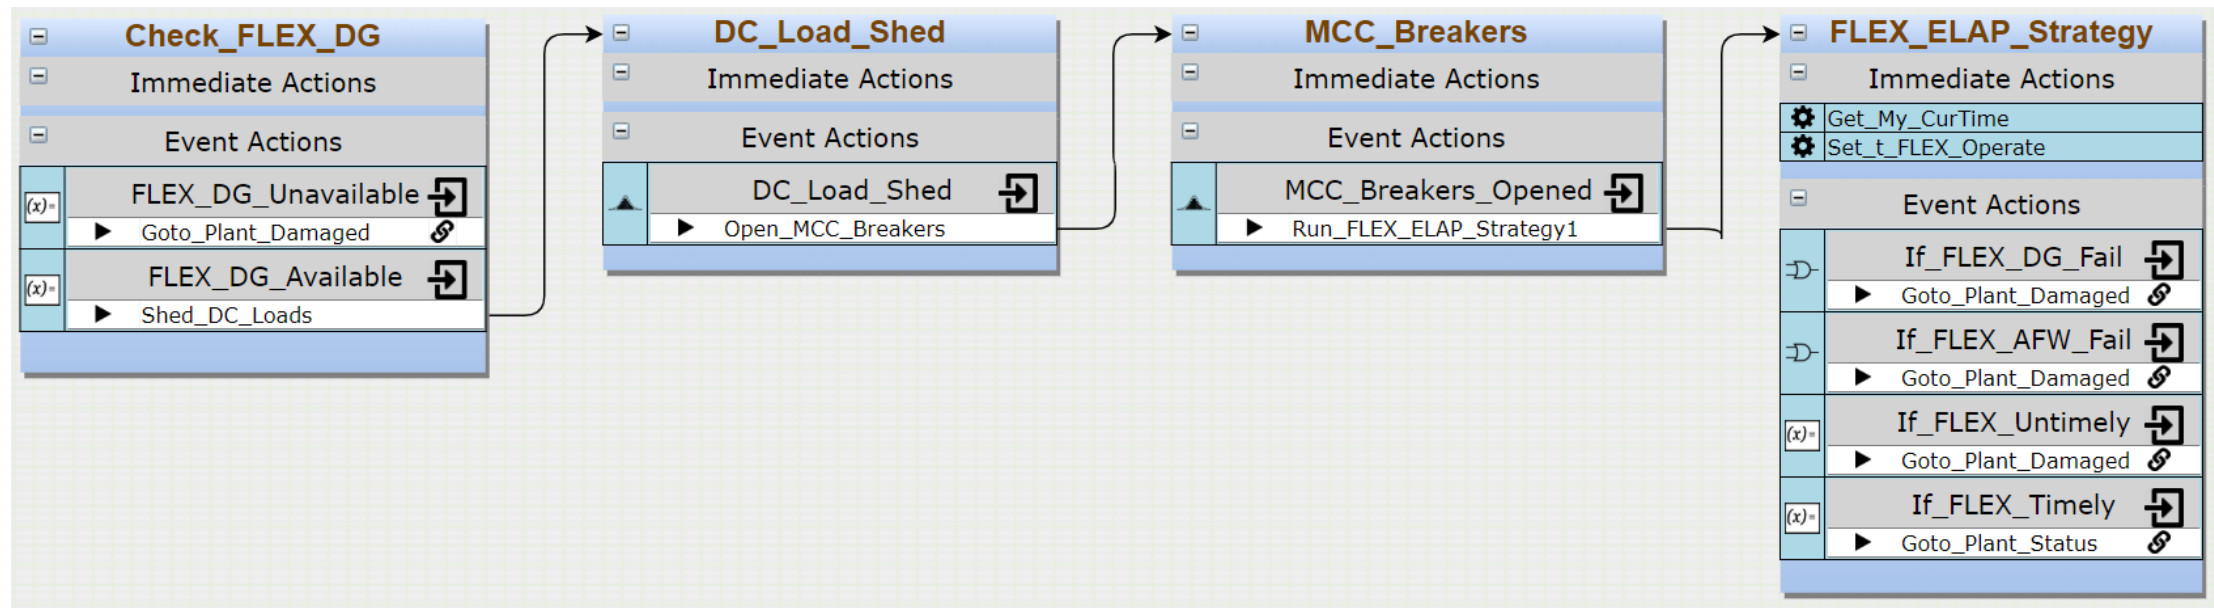 Check_FLEX_DG
Immediate Actions
Event Actions
(x)=
FLEX_DG_Unavailable
Goto_Plant_Damaged
(x)=
FLEX_DG_Available
Shed_DC_Loads
DC_Load_Shed
Immediate Actions
Event Actions
DC_Load_Shed
Open_MCC_Breakers
MCC_Breakers
Immediate Actions
Event Actions
MCC_Breakers_Opened
Run_FLEX_ELAP_Strategy1
FLEX_ELAP_Strategy
Immediate Actions
Get_My_CurTime
Set_t_FLEX_Operate
Event Actions
If_FLEX_DG_Fail
Goto_Plant_Damaged
If_FLEX_AFW_Fail
Goto_Plant_Damaged
(x)=
If_FLEX_Untimely
Goto_Plant_Damaged
(x)=
If_FLEX_Timely
Goto_Plant_Status